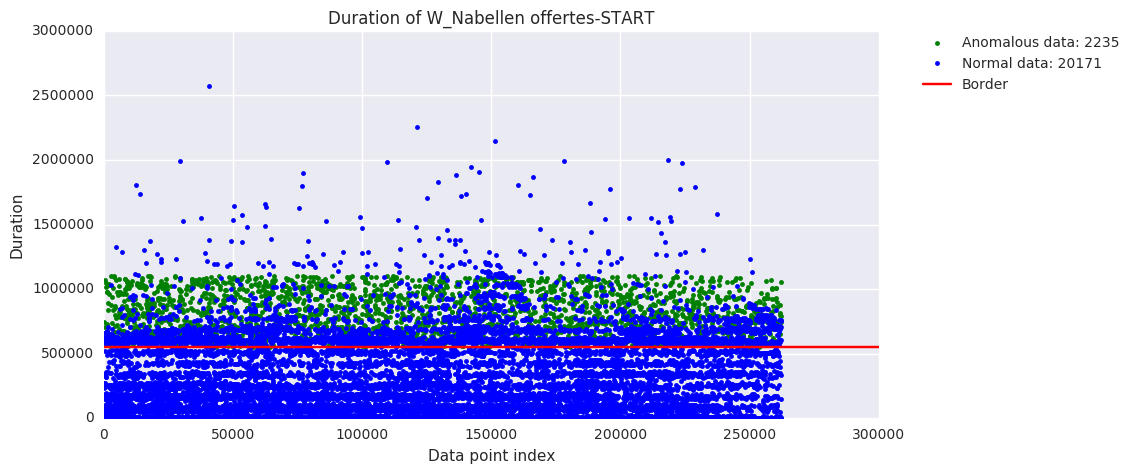 Duration of W_Nabellen offertes-START
3000000
2500000
2000000
1500000
1000000
500000
0
Duration
0 50000 100000 150000 200000 250000 300000
Data point index
Anomalous data: 2235
Normal data: 20171
Border